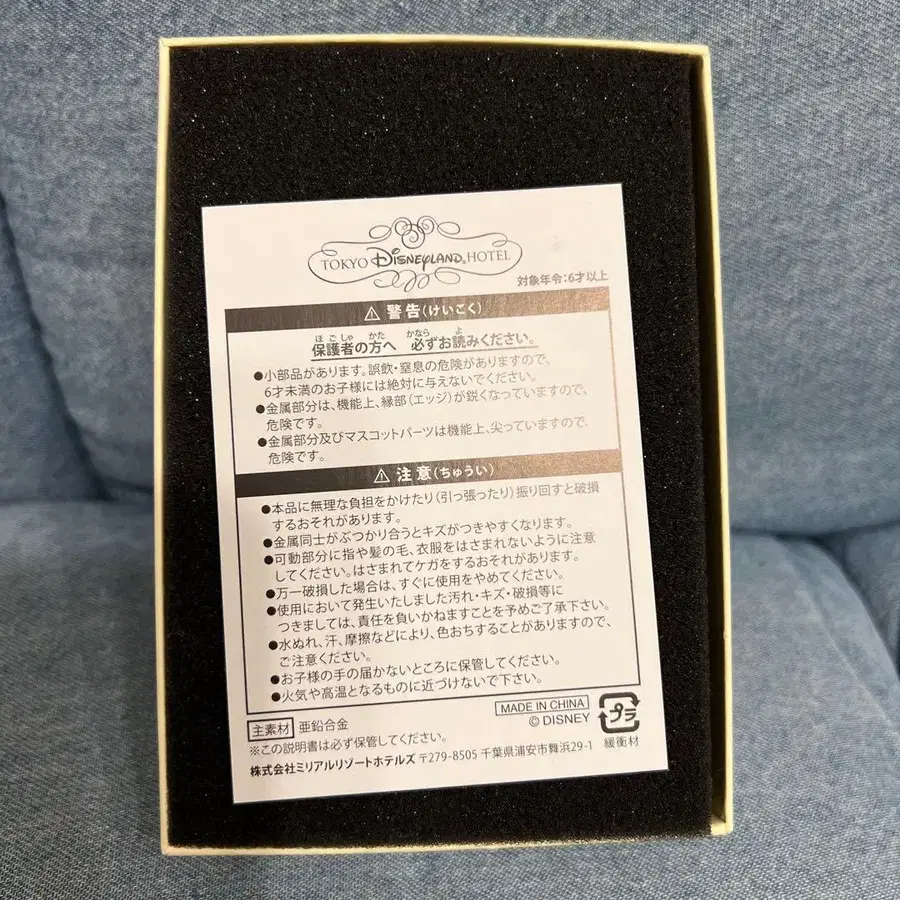 TOKYO DISNEYLAND HOTEL
対象年令:6才以上
⚠ 警告(けいこく)
ほごしゃ かた かなら よ
保護者の方へ 必ずお読みください。
●小部品があります。誤飲・窒息の危険がありますので、
6才未満のお子様には絶対に与えないでください。
●金属部分は、機能上、縁部(エッジ)が鋭くなっていますので、
危険です。
●金属部分及びマスコットパーツは機能上、尖っていますので、
危険です。
⚠ 注意(ちゅうい)
●本品に無理な負担をかけたり(引っ張ったり)振り回すと破損
するおそれがあります。
●金属同士がぶつかり合うとキズがつきやすくなります。
●可動部分に指や髪の毛、衣服をはさまれないように注意
してください。はさまれてケガをするおそれがあります。
●万一破損した場合は、すぐに使用をやめてください。
●使用において発生いたしました汚れ・キズ・破損等に
つきましては、責任を負いかねますことを予めご了承下さい。
●水ぬれ、汗、摩擦などにより、色おちすることがありますので、
ご注意ください。
●お子様の手の届かないところに保管してください。
●火気や高温となるものに近づけないで下さい。
主素材 亜鉛合金
MADE IN CHINA
© DISNEY
プラ
緩衝材
※この説明書は必ず保管してください。
株式会社ミリアルリゾートホテルズ 〒279-8505 千葉県浦安市舞浜29-1